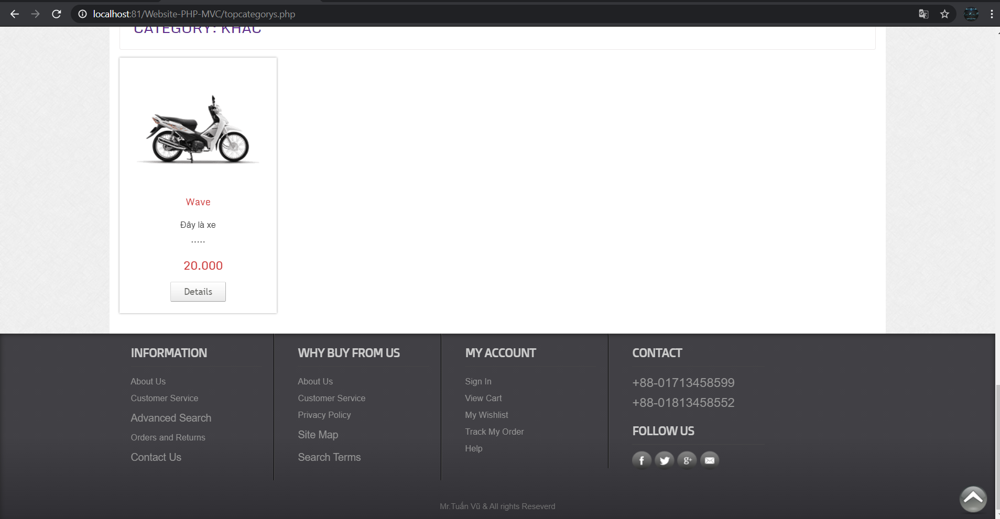 localhost:81/Website-PHP-MVC/topcategorys.php
CATEGORY: KHÁC
Wave
Đây là xe
.....
20.000
Details
INFORMATION
About Us
Customer Service
Advanced Search
Orders and Returns
Contact Us
WHY BUY FROM US
About Us
Customer Service
Privacy Policy
Site Map
Search Terms
MY ACCOUNT
Sign In
View Cart
My Wishlist
Track My Order
Help
CONTACT
+88-01713458599
+88-01813458552
FOLLOW US
Mr.Tuấn Vũ & All rights Reseverd